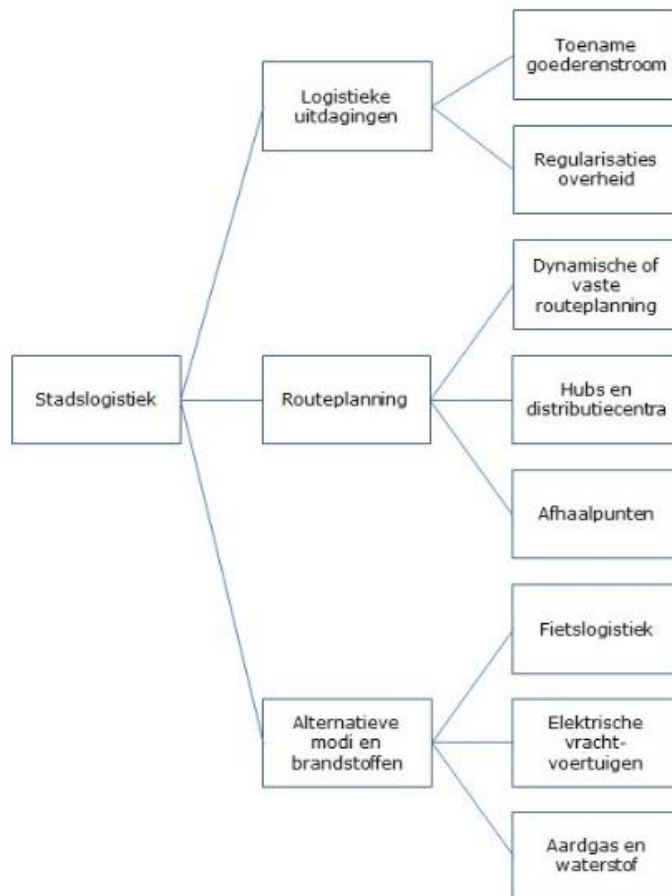 Stadslogistiek
Logistieke
uitdagingen
Toename
goederenstroom
Regularisaties
overheid
Routeplanning
Dynamische of
vaste
routeplanning
Hubs en
distributiecentra
Afhaalpunten
Alternatieve
modi en
brandstoffen
Fietslogistiek
Elektrische
vracht-
voertuigen
Aardgas en
waterstof